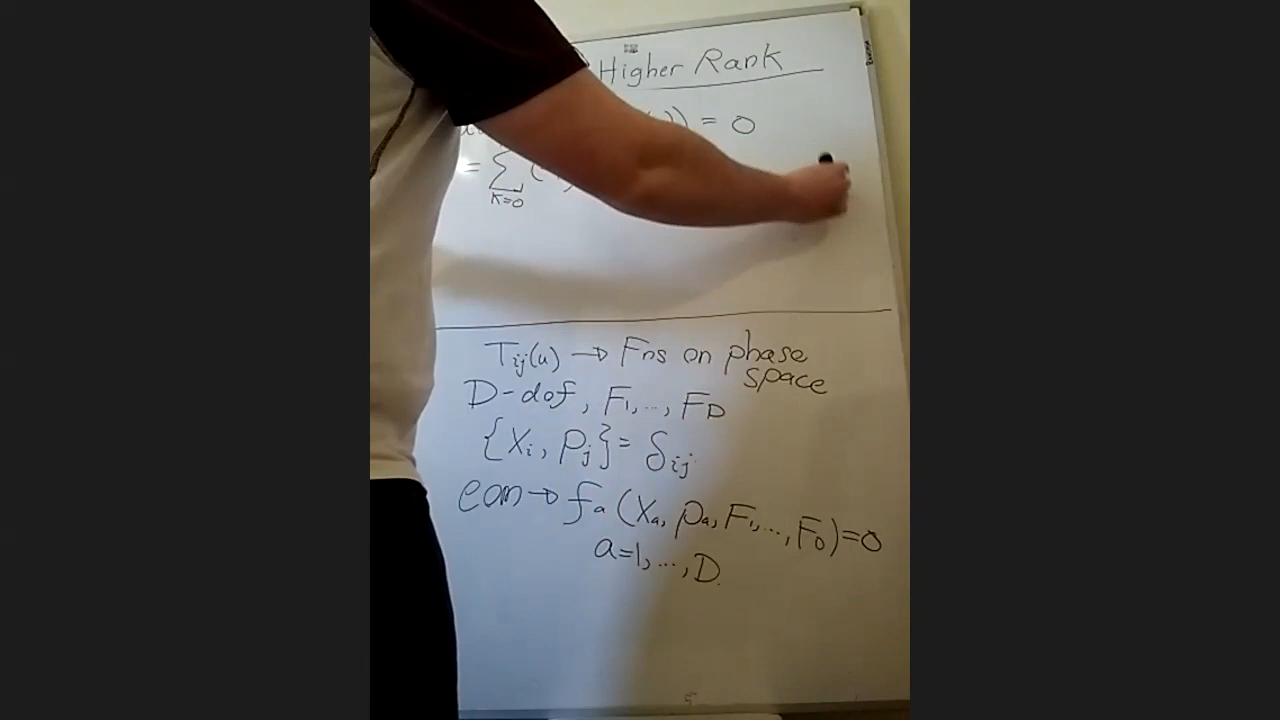 Higher Rank
)) = 0
= ∑ (
K=0
Tij(u) → Fns on phase
space
D-dof, F1, ..., FD
{Xi, Pj} = δij
eom → fa (Xa, Pa, F1, ..., FD) = 0
a=1, ..., D.